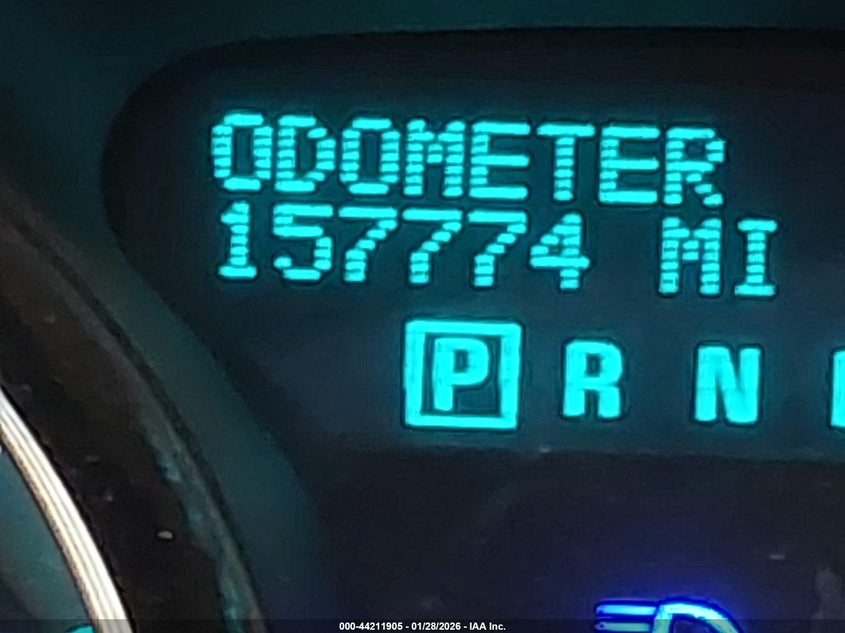 ODOMETER
157774 MI
P R N
000-44211905 - 01/28/2026 - IAA Inc.